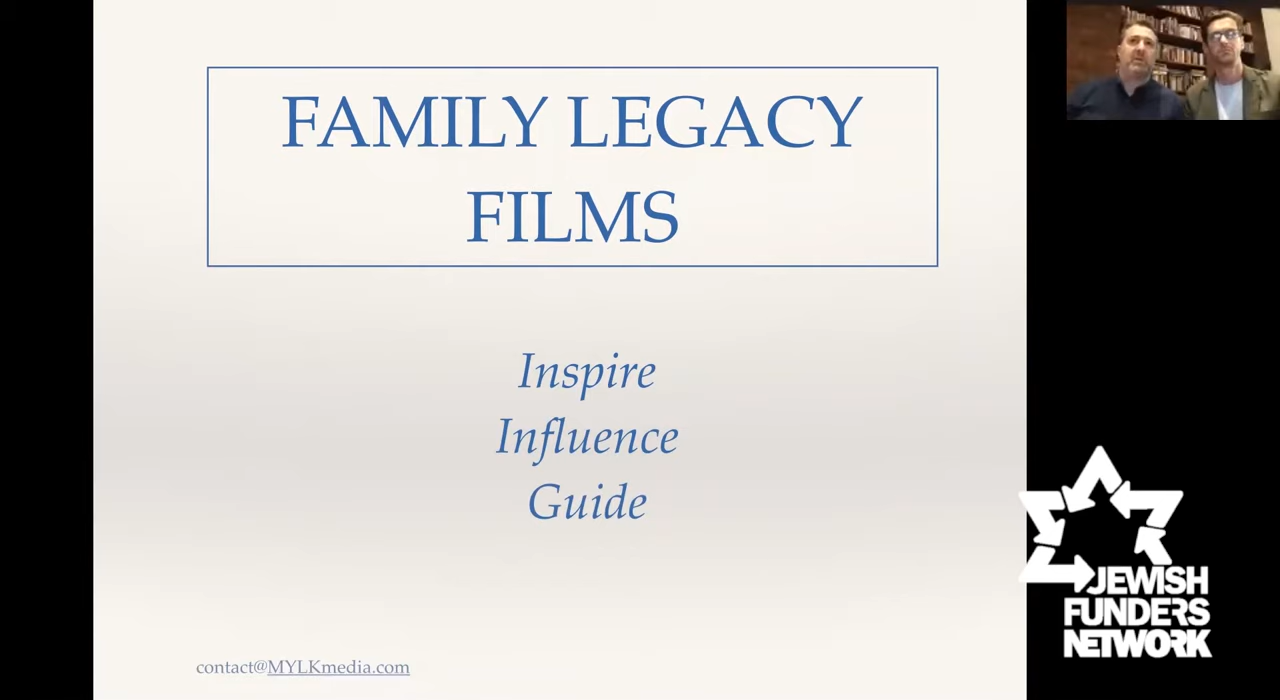 FAMILY LEGACY
FILMS
Inspire
Influence
Guide
contact@MYLKmedia.com
JEWISH
FUNDERS
NETWORK